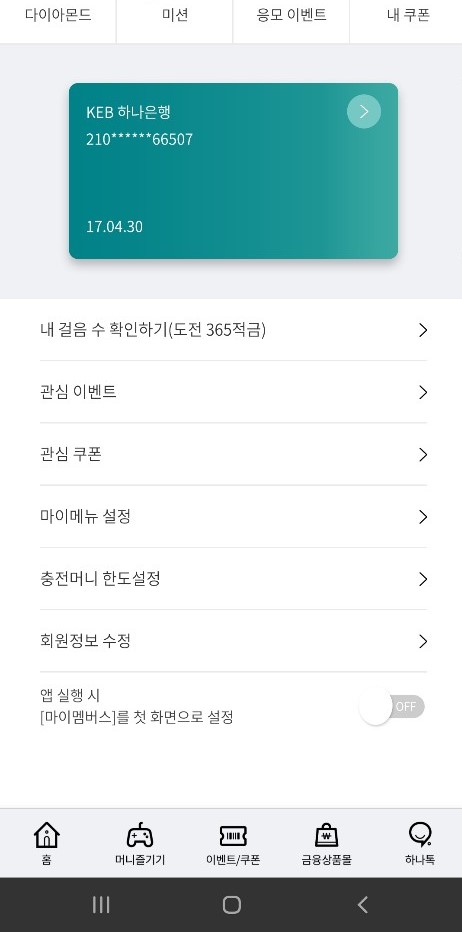 다이아몬드 미션 응모 이벤트 내 쿠폰
KEB 하나은행
210******66507
17.04.30
내 걸음 수 확인하기(도전 365적금)
관심 이벤트
관심 쿠폰
마이메뉴 설정
충전머니 한도설정
회원정보 수정
앱 실행 시
[마이멤버스]를 첫 화면으로 설정
OFF
홈 머니즐기기 이벤트/쿠폰 금융상품몰 하나톡